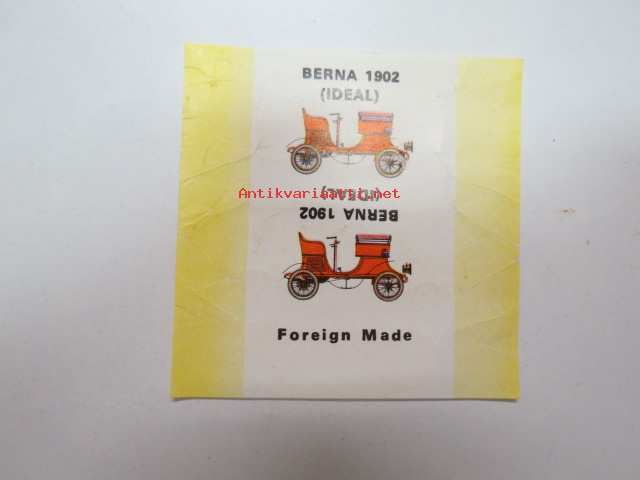 BERNA 1902
(IDEAL)
Antikvariaatti.net
(IDEAL)
BERNA 1902
Foreign Made